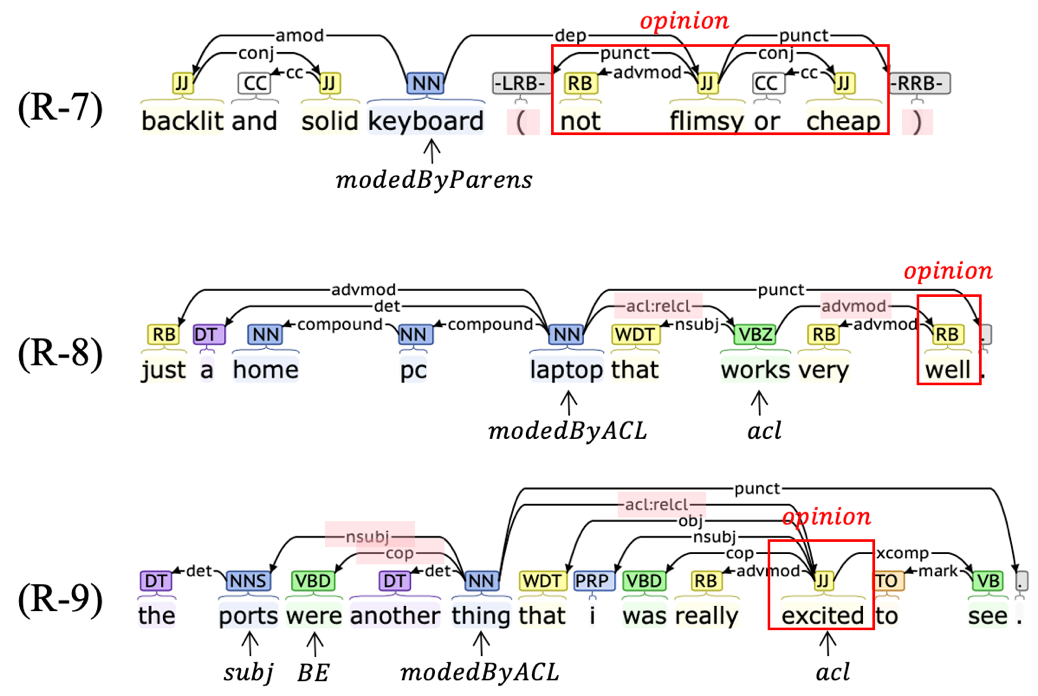 opinion
amod dep punct
conj punct conj
JJ CC cc JJ NN -LRB- RB advmod JJ CC cc JJ -RRB-
(R-7) backlit and solid keyboard ( not flimsy or cheap )
modedByParens
opinion
advmod punct
det acl:relcl advmod
RB DT NN compound NN compound NN WDT nsubj VBZ RB advmod RB .
(R-8) just a home pc laptop that works very well .
modedByACL acl
punct
acl:relcl
obj opinion
nsubj nsubj
cop cop xcomp
DT det NNS VBD DT det NN WDT PRP VBD RB advmod JJ TO mark VB .
(R-9) the ports were another thing that i was really excited to see .
subj BE modedByACL acl